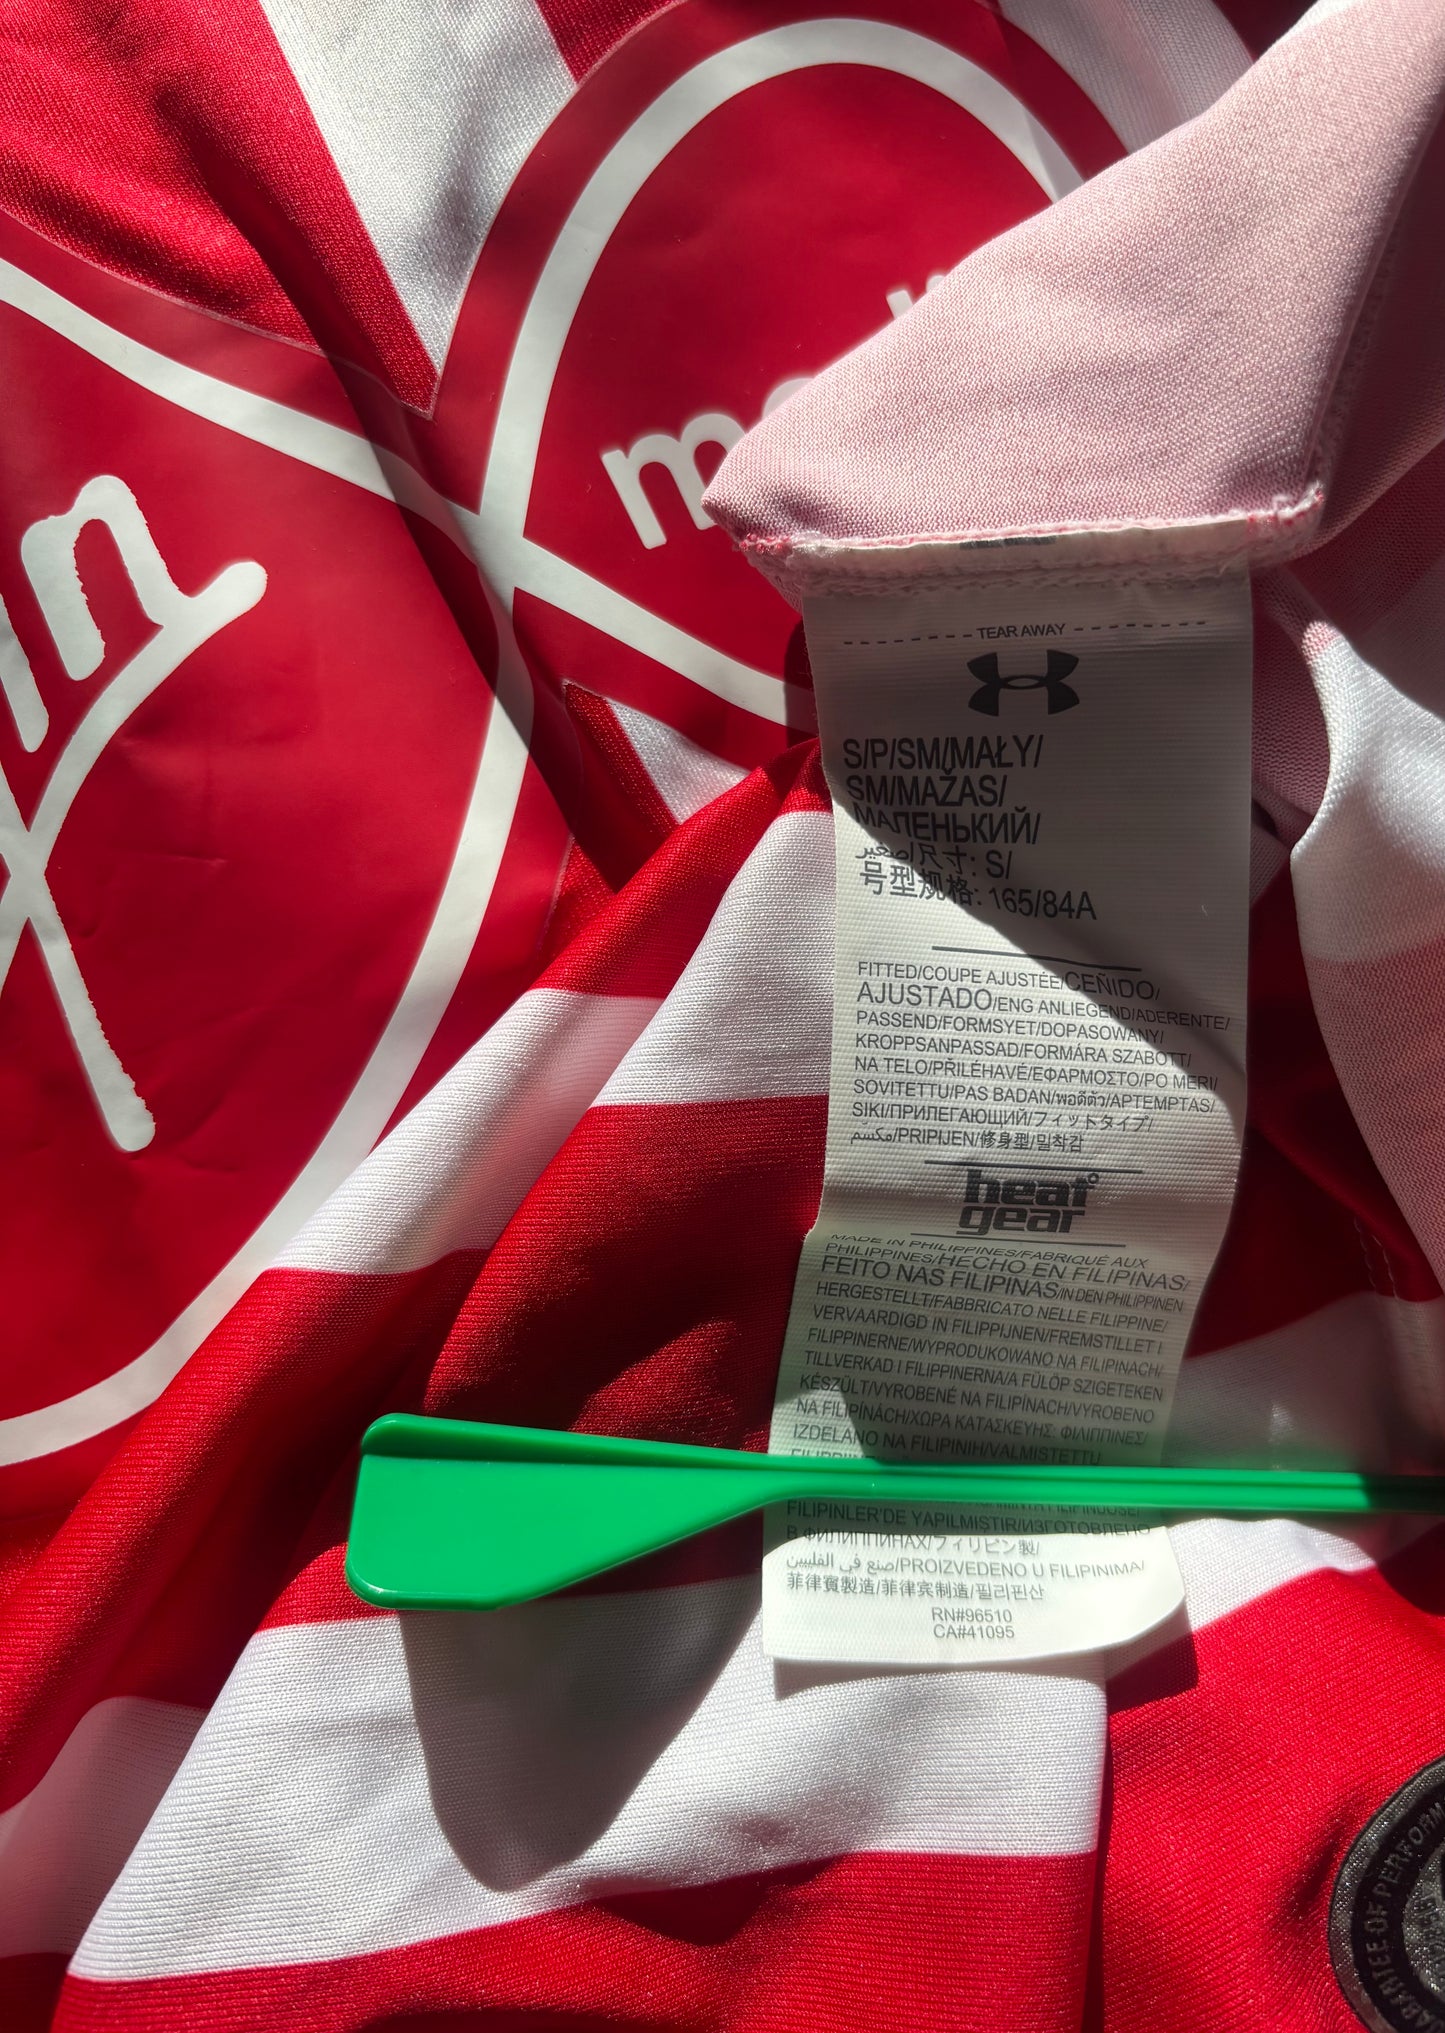 in
m
TEAR AWAY
S/P/SM/MAŁY/
SM/MAŽAS/
МАЛЕНЬКИЙ/
صغير/尺寸: S/
号型规格: 165/84A
FITTED/COUPE AJUSTÉE/CEÑIDO/
AJUSTADO/ENG ANLIEGEND/ADERENTE/
PASSEND/FORMSYET/DOPASOWANY/
KROPPSANPASSAD/FORMÁRA SZABOTT/
NA TELO/PŘILÉHAVÉ/ΕΦΑΡΜΟΣΤΟ/PO MERI/
SOVITETTU/PAS BADAN/พอดีตัว/APTEMPTAS/
SIKI/ПРИЛЕГАЮЩИЙ/フィットタイプ/
مكسّم/PRIPIJEN/修身型/밀착감
heat
gear
MADE IN PHILIPPINES/FABRIQUÉ AUX
PHILIPPINES/HECHO EN FILIPINAS/
FEITO NAS FILIPINAS/IN DEN PHILIPPINEN
HERGESTELLT/FABBRICATO NELLE FILIPPINE/
VERVAARDIGD IN FILIPPIJNEN/FREMSTILLET I
FILIPPINERNE/WYPRODUKOWANO NA FILIPINACH/
TILLVERKAD I FILIPPINERNA/A FÜLÖP SZIGETEKEN
KÉSZÜLT/VYROBENÉ NA FILIPÍNACH/VYROBENO
NA FILIPÍNÁCH/ΧΩΡΑ ΚΑΤΑΣΚΕΥΗΣ: ΦΙΛΙΠΠΙΝΕΣ/
IZDELANO NA FILIPINIH/VALMISTETTU
FILIPINLER'DE YAPILMIŞTIR/ИЗГОТОВЛЕНО
В ФИЛИППИНАХ/フィリピン製/
صنع في الفلبين/PROIZVEDENO U FILIPINIMA/
菲律賓製造/菲律宾制造/필리핀산
RN#96510
CA#41095
OF PERFORM